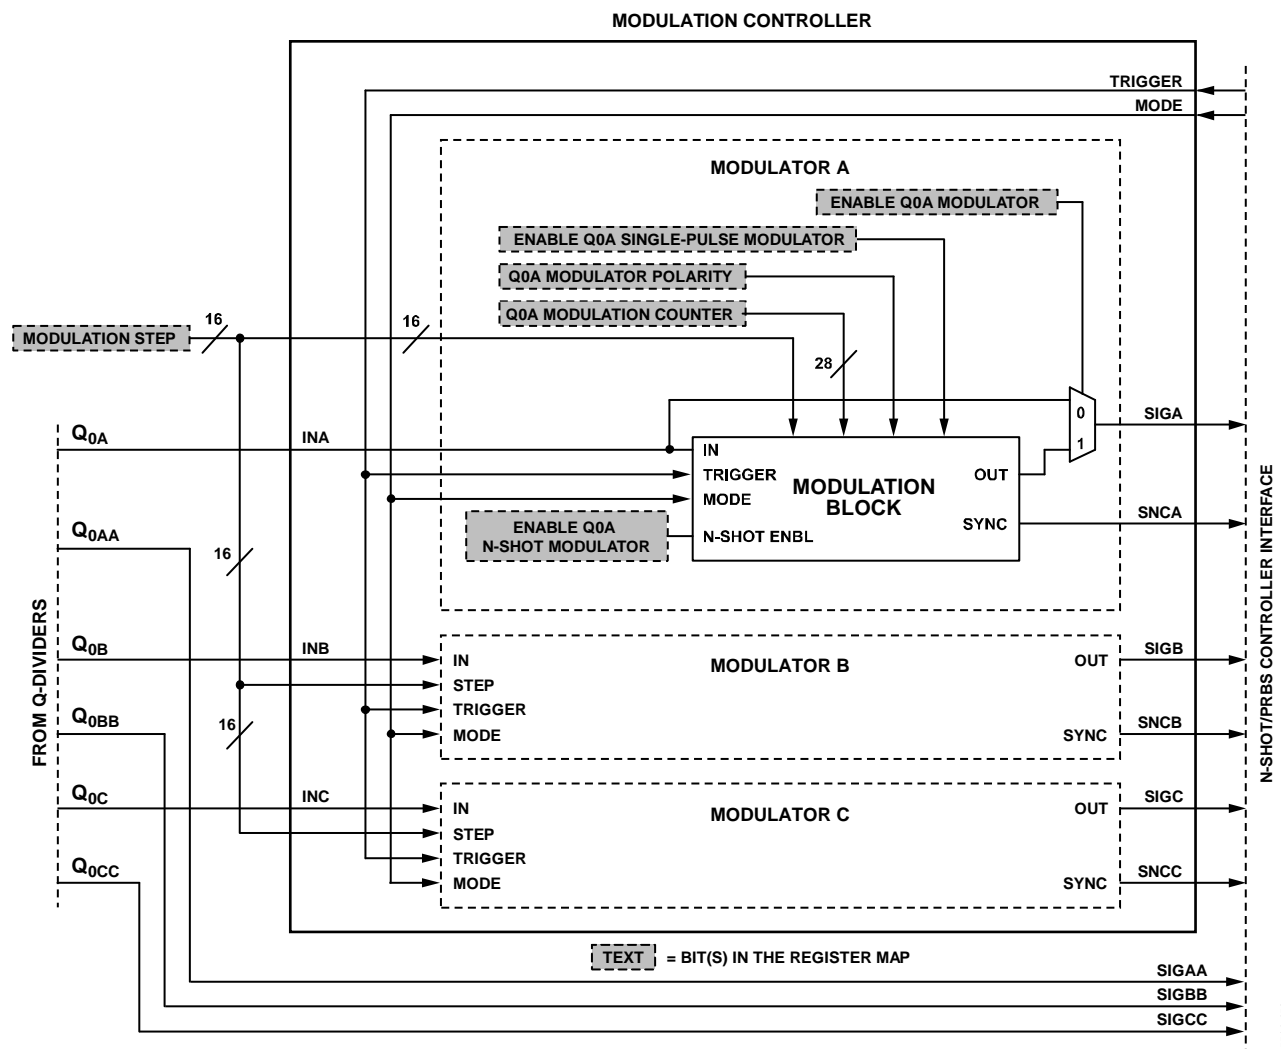 MODULATION CONTROLLER
TRIGGER
MODE
MODULATOR A
ENABLE Q0A MODULATOR
ENABLE Q0A SINGLE-PULSE MODULATOR
Q0A MODULATOR POLARITY
Q0A MODULATION COUNTER
MODULATION STEP
16
16
28
Q0A
INA
0
1
SIGA
IN
TRIGGER
MODE
N-SHOT ENBL
MODULATION
BLOCK
OUT
SYNC
SNCA
ENABLE Q0A
N-SHOT MODULATOR
Q0AA
16
FROM Q-DIVIDERS
N-SHOT/PRBS CONTROLLER INTERFACE
Q0B
INB
IN
STEP
TRIGGER
MODE
MODULATOR B
OUT
SYNC
SIGB
SNCB
Q0BB
16
Q0C
INC
IN
STEP
TRIGGER
MODE
MODULATOR C
OUT
SYNC
SIGC
SNCC
Q0CC
TEXT = BIT(S) IN THE REGISTER MAP
SIGAA
SIGBB
SIGCC